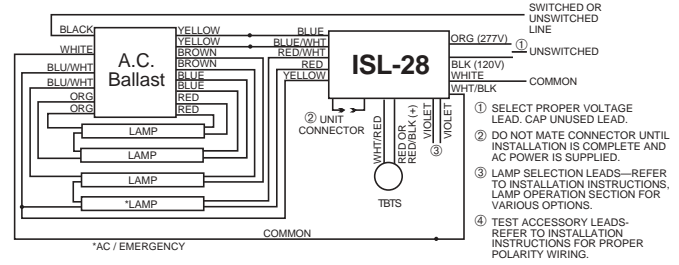 SWITCHED OR
UNSWITCHED
LINE
BLACK
YELLOW
YELLOW
BROWN
BROWN
BLUE
BLUE
RED
RED
WHITE
BLU/WHT
BLU/WHT
ORG
ORG
A.C.
Ballast
BLUE
BLUE/WHT
RED/WHT
RED
YELLOW
ISL-28
ORG (277V)
①
UNSWITCHED
BLK (120V)
WHITE
COMMON
WHT/BLK
② UNIT
CONNECTOR
WHT/RED
RED OR
RED/BLK (+)
VIOLET
VIOLET
③
TBTS
LAMP
LAMP
LAMP
*LAMP
COMMON
*AC / EMERGENCY
① SELECT PROPER VOLTAGE
LEAD. CAP UNUSED LEAD.
② DO NOT MATE CONNECTOR UNTIL
INSTALLATION IS COMPLETE AND
AC POWER IS SUPPLIED.
③ LAMP SELECTION LEADS—REFER
TO INSTALLATION INSTRUCTIONS,
LAMP OPERATION SECTION FOR
VARIOUS OPTIONS.
④ TEST ACCESSORY LEADS-
REFER TO INSTALLATION
INSTRUCTIONS FOR PROPER
POLARITY WIRING.